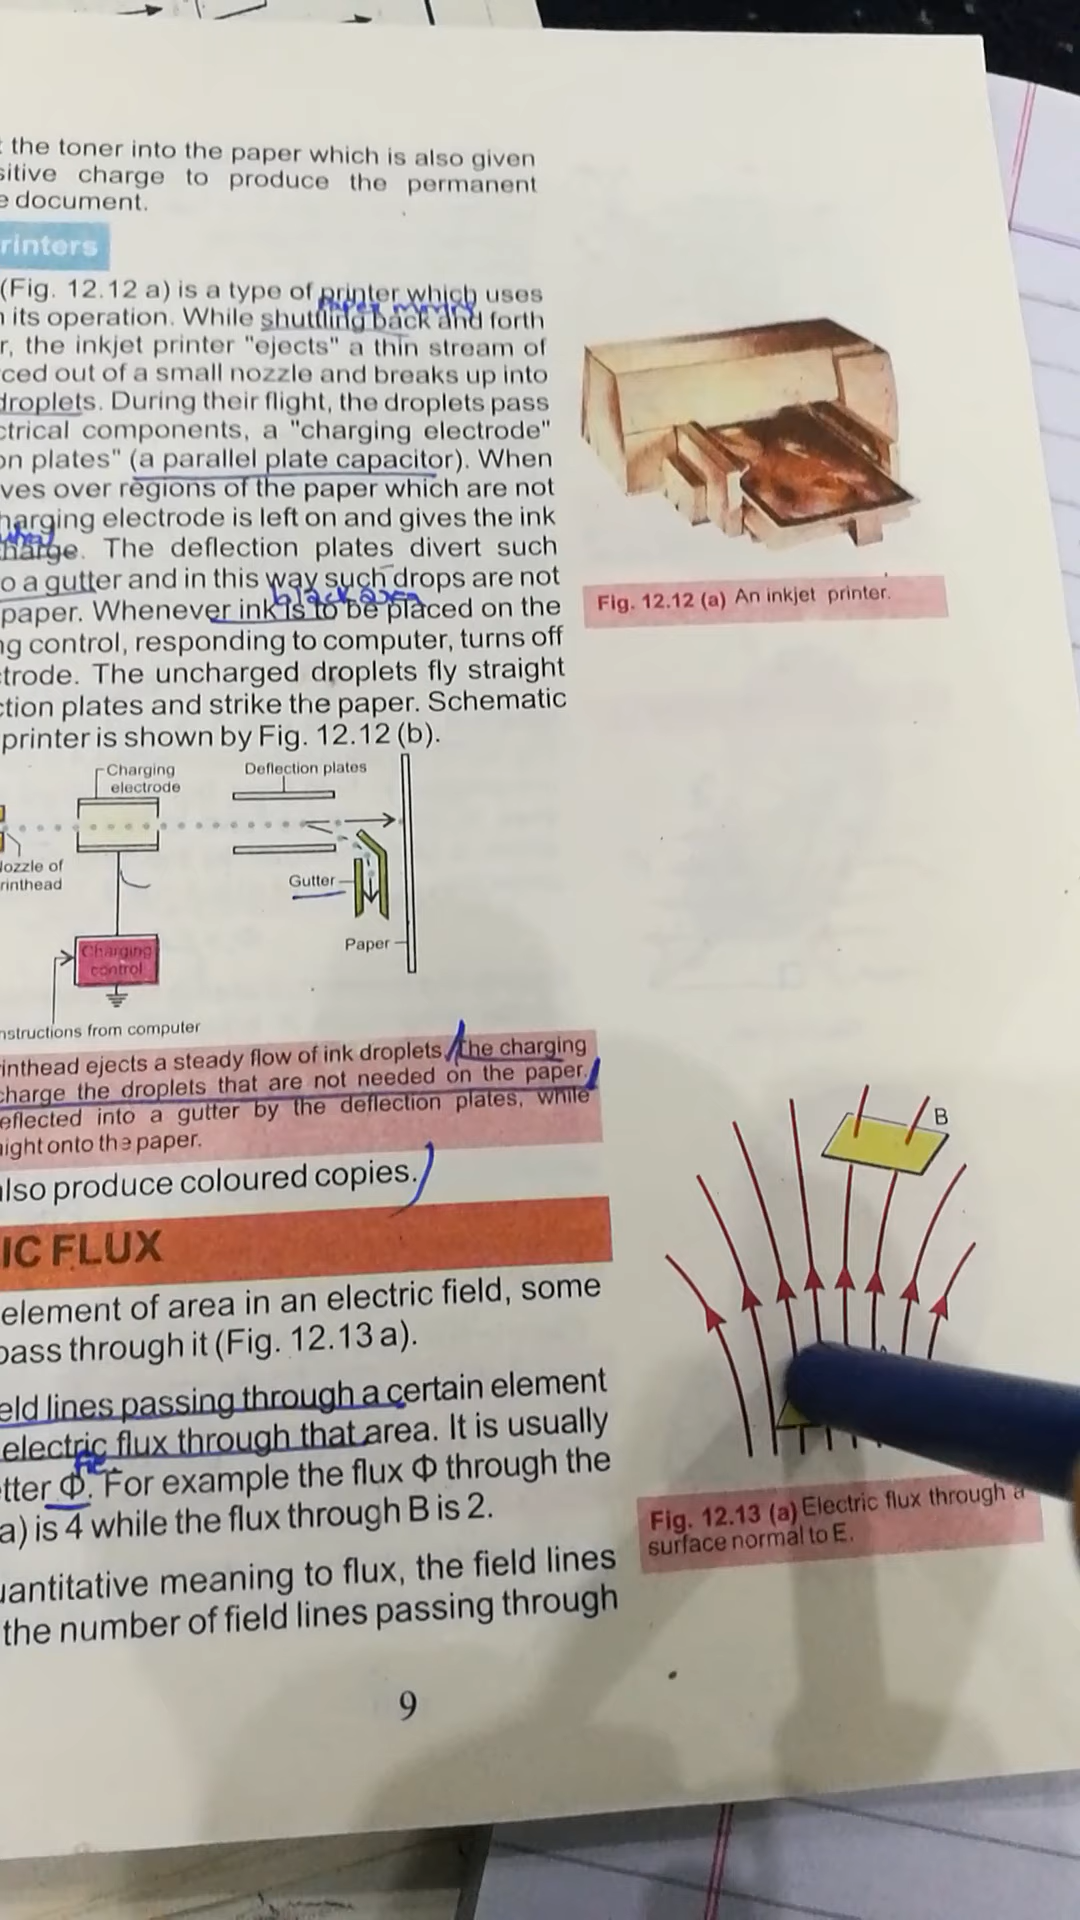 the toner into the paper which is also given
sitive charge to produce the permanent
e document.
rinters
(Fig. 12.12 a) is a type of printer which uses
its operation. While shuttling back and forth
r, the inkjet printer "ejects" a thin stream of
ced out of a small nozzle and breaks up into
droplets. During their flight, the droplets pass
ctrical components, a "charging electrode"
on plates" (a parallel plate capacitor). When
ves over regions of the paper which are not
harging electrode is left on and gives the ink
harge. The deflection plates divert such
o a gutter and in this way such drops are not
black area
paper. Whenever ink is to be placed on the
ng control, responding to computer, turns off
ctrode. The uncharged droplets fly straight
ction plates and strike the paper. Schematic
printer is shown by Fig. 12.12 (b).
Fig. 12.12 (a) An inkjet printer.
Charging
electrode
Deflection plates
Nozzle of
rinthead
Gutter
Charging
control
Paper
nstructions from computer
inthead ejects a steady flow of ink droplets. The charging
charge the droplets that are not needed on the paper.
eflected into a gutter by the deflection plates, while
aight onto the paper.
also produce coloured copies.
B
IC FLUX
element of area in an electric field, some
pass through it (Fig. 12.13 a).
eld lines passing through a certain element
electric flux through that area. It is usually
tter Φ. For example the flux Φ through the
a) is 4 while the flux through B is 2.
Fig. 12.13 (a) Electric flux through a
surface normal to E.
uantitative meaning to flux, the field lines
the number of field lines passing through
9